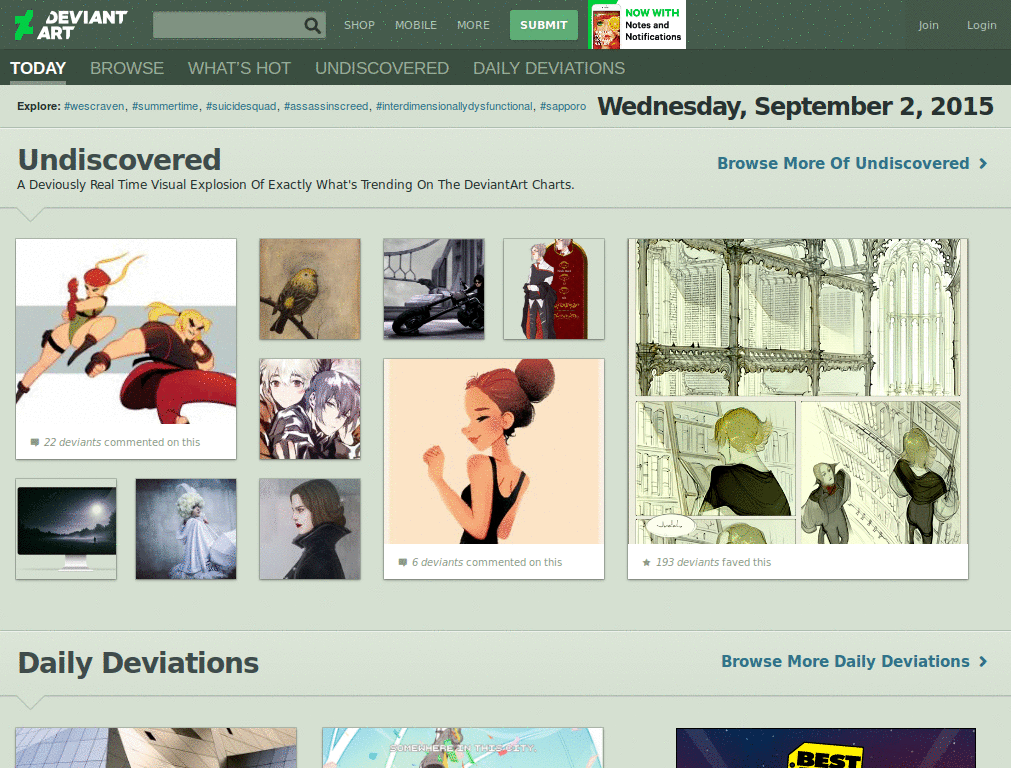 DEVIANT
ART
SHOP MOBILE MORE SUBMIT
NOW WITH
Notes and
Notifications
Join Login
TODAY BROWSE WHAT'S HOT UNDISCOVERED DAILY DEVIATIONS
Explore: #wescraven, #summertime, #suicidesquad, #assassinscreed, #interdimensionallydysfunctional, #sapporo
Wednesday, September 2, 2015
Undiscovered
Browse More Of Undiscovered
A Deviously Real Time Visual Explosion Of Exactly What's Trending On The DeviantArt Charts.
22 deviants commented on this
6 deviants commented on this
193 deviants faved this
Daily Deviations
Browse More Daily Deviations
SOMEWHERE IN THIS CITY.
BEST